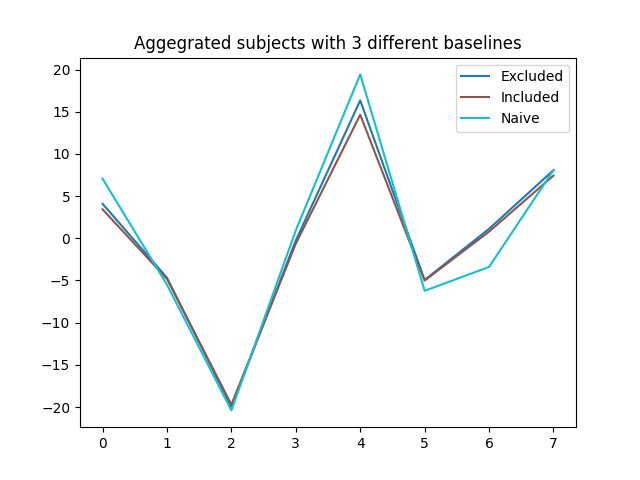 Aggegrated subjects with 3 different baselines
Excluded
Included
Naive
20
15
10
5
0
−5
−10
−15
−20
0 1 2 3 4 5 6 7